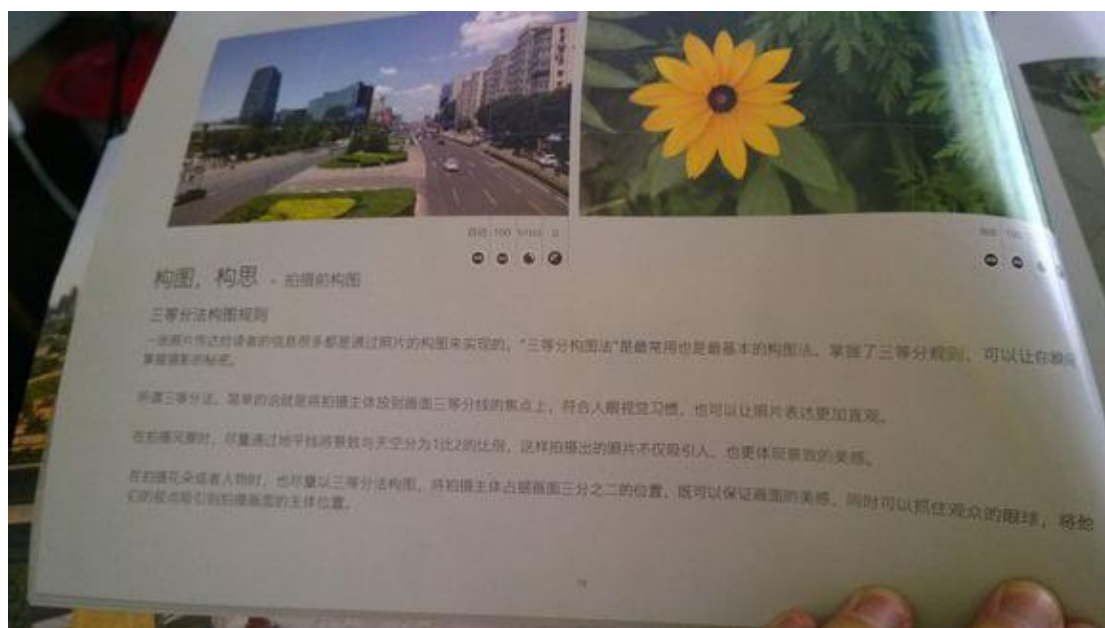 自动 100
100
构图，构思 - 拍摄前构图
三等分法构图规则
一张照片传达给读者的信息很多都是通过照片的构图来实现的。“三等分构图法”是最常用也是最基本的构图法。掌握了三等分规则，可以让你
掌握摄影的秘密。
所谓三等分法，简单的说就是将拍摄主体放到画面三等分线的焦点上，符合人眼视觉习惯，也可以让照片表达更加直观。
在拍摄风景时，尽量通过地平线将景致与天空分为1比2的比例，这样拍摄出的照片不仅吸引人，也更体现景致的美感。
在拍摄花朵或者人物时，也尽量以三等分法构图，将拍摄主体占据画面三分之二的位置，既可以保证画面的美感，同时可以抓住观众的眼球，将他
们的视点吸引到拍摄画面的主体位置。